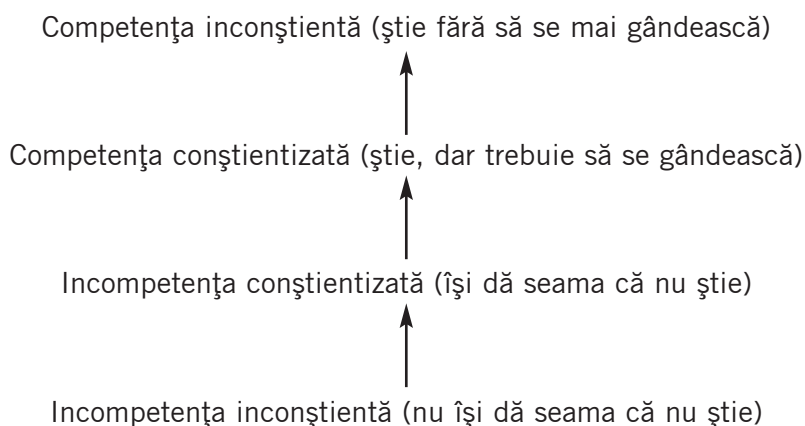 Competenţa inconştientă (ştie fără să se mai gândească)
Competenţa conştientizată (ştie, dar trebuie să se gândească)
Incompetenţa conştientizată (îşi dă seama că nu ştie)
Incompetenţa inconştientă (nu îşi dă seama că nu ştie)